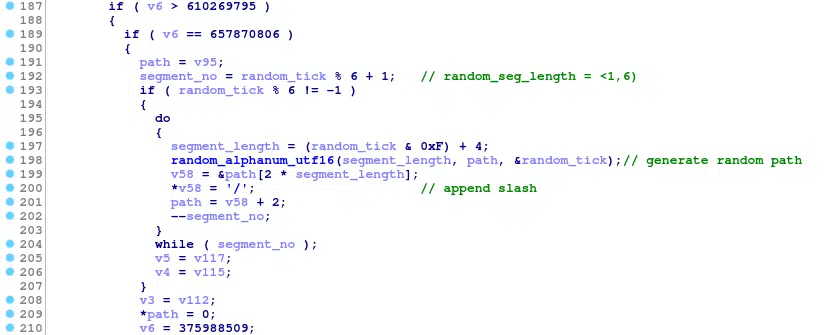 187 if ( v6 > 610269795 )
188 {
189 if ( v6 == 657870806 )
190 {
191 path = v95;
192 segment_no = random_tick % 6 + 1; // random_seg_length = <1,6)
193 if ( random_tick % 6 != -1 )
194 {
195 do
196 {
197 segment_length = (random_tick & 0xF) + 4;
198 random_alphanum_utf16(segment_length, path, &random_tick);// generate random path
199 v58 = &path[2 * segment_length];
200 *v58 = '/'; // append slash
201 path = v58 + 2;
202 --segment_no;
203 }
204 while ( segment_no );
205 v5 = v117;
206 v4 = v115;
207 }
208 v3 = v112;
209 *path = 0;
210 v6 = 375988509;